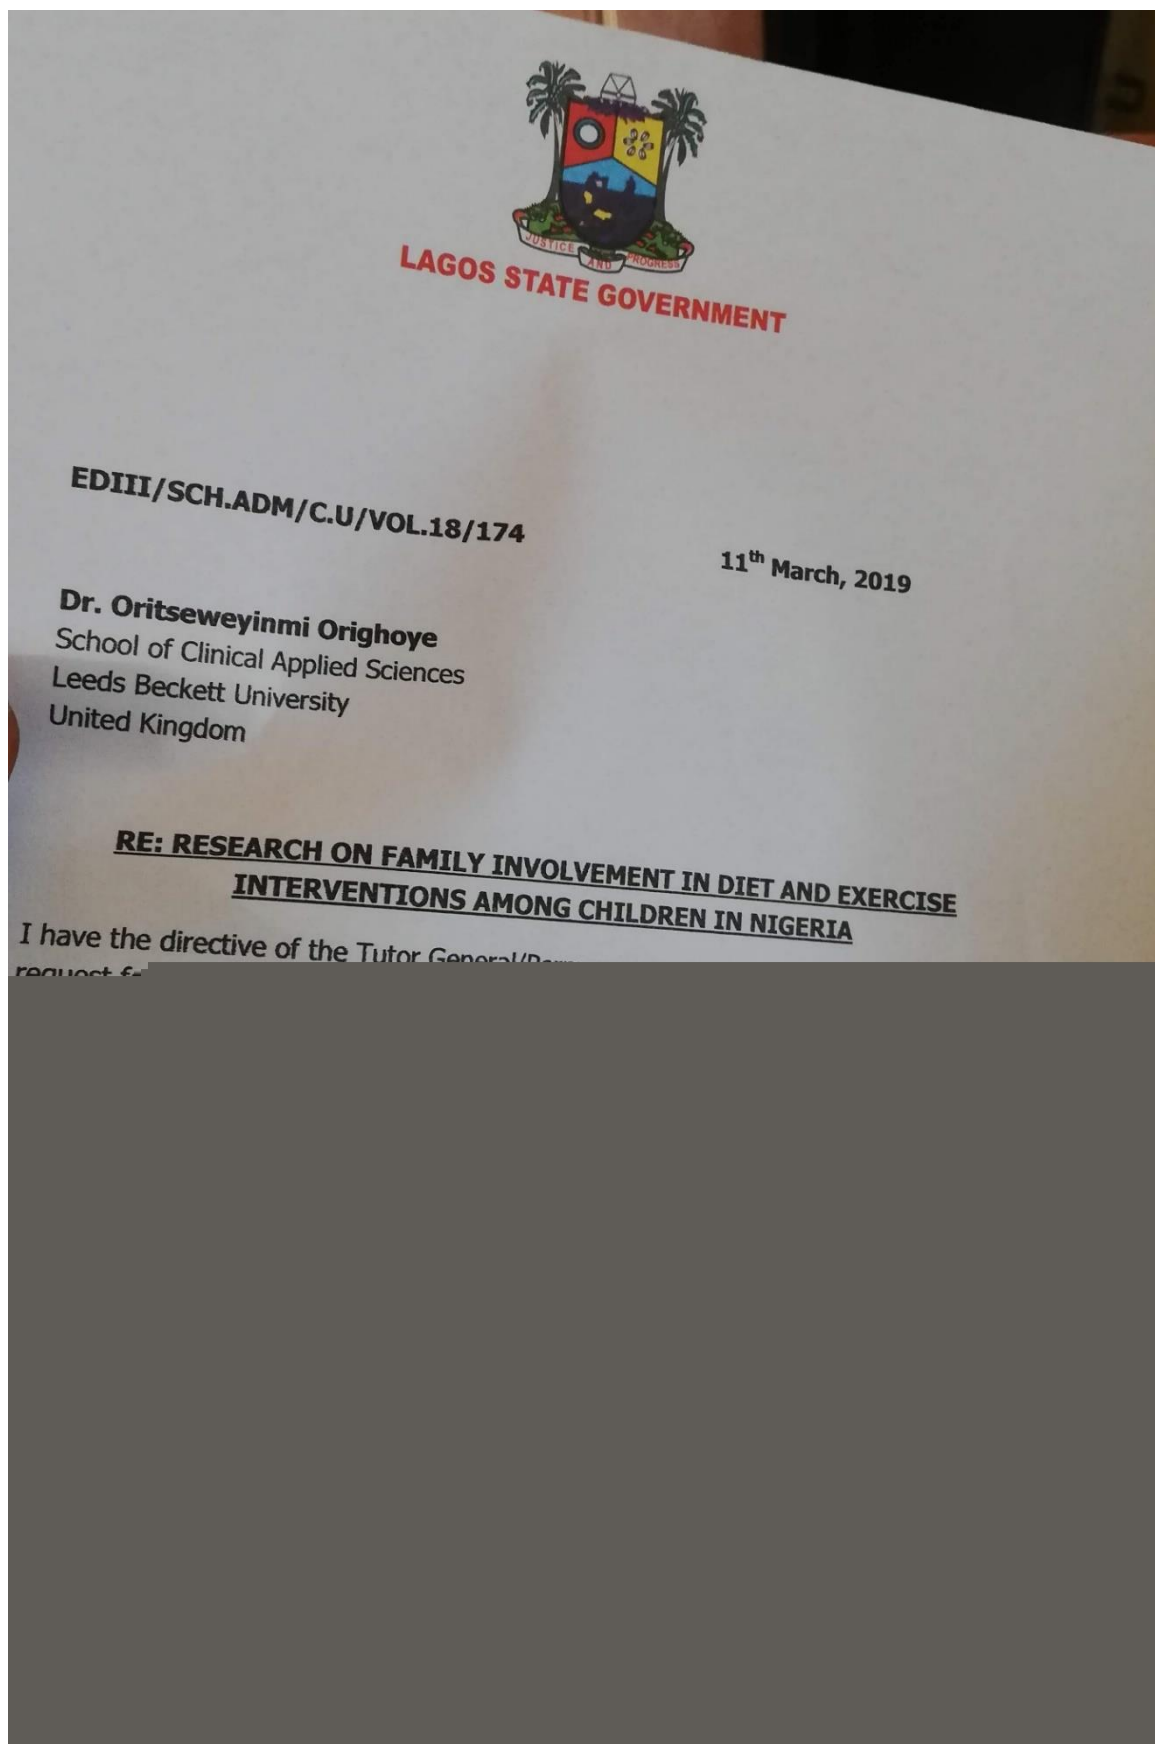 JUSTICE AND PROGRESS
LAGOS STATE GOVERNMENT
EDIII/SCH.ADM/C.U/VOL.18/174
11th March, 2019
Dr. Oritseweyinmi Orighoye
School of Clinical Applied Sciences
Leeds Beckett University
United Kingdom
RE: RESEARCH ON FAMILY INVOLVEMENT IN DIET AND EXERCISE
INTERVENTIONS AMONG CHILDREN IN NIGERIA
I have the directive of the Tutor General/
request